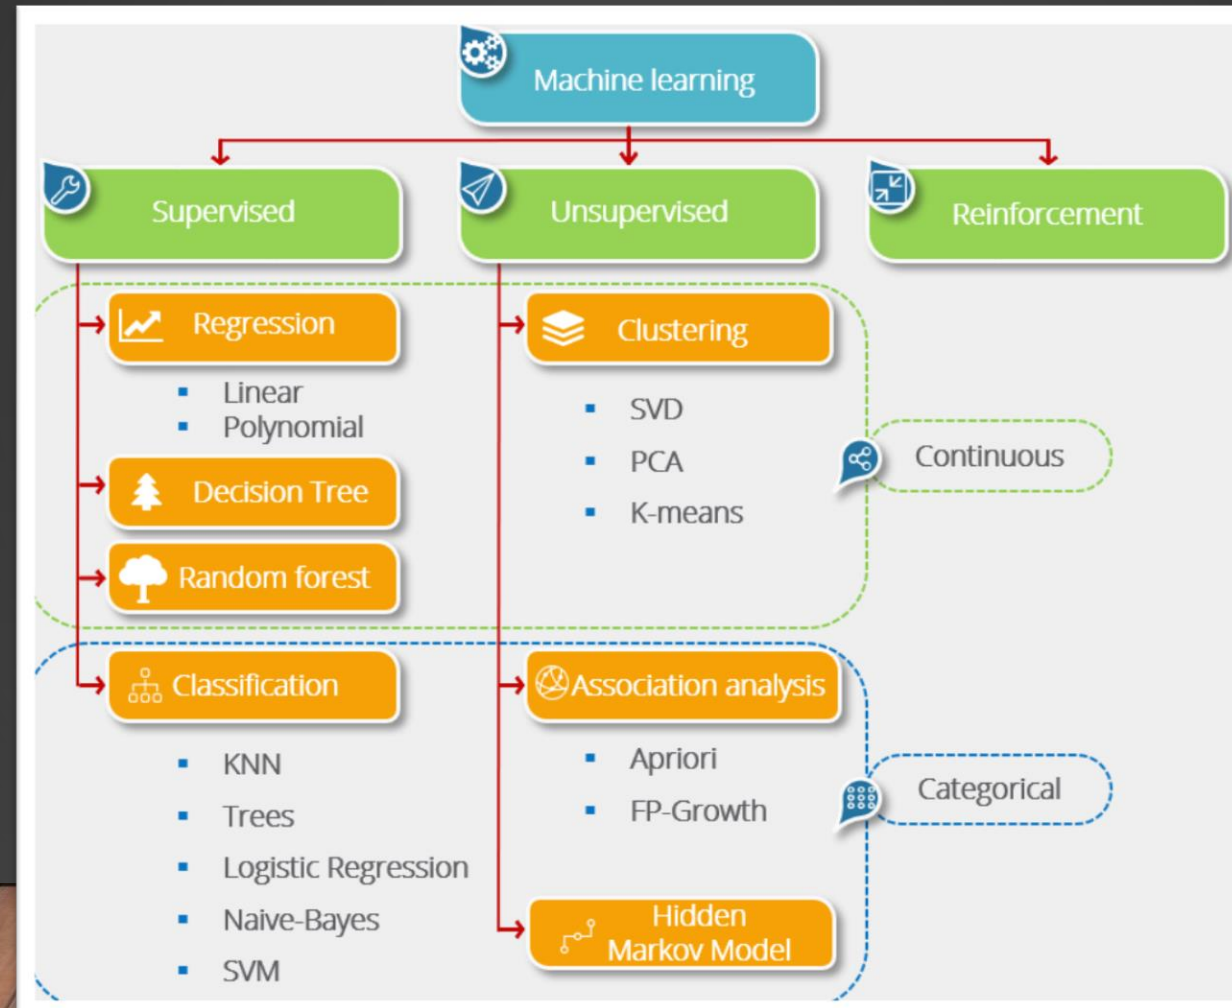 Machine learning
Supervised
Unsupervised
Reinforcement
Regression
Linear
Polynomial
Decision Tree
Random forest
Clustering
SVD
PCA
K-means
Continuous
Classification
KNN
Trees
Logistic Regression
Naive-Bayes
SVM
Association analysis
Apriori
FP-Growth
Hidden
Markov Model
Categorical